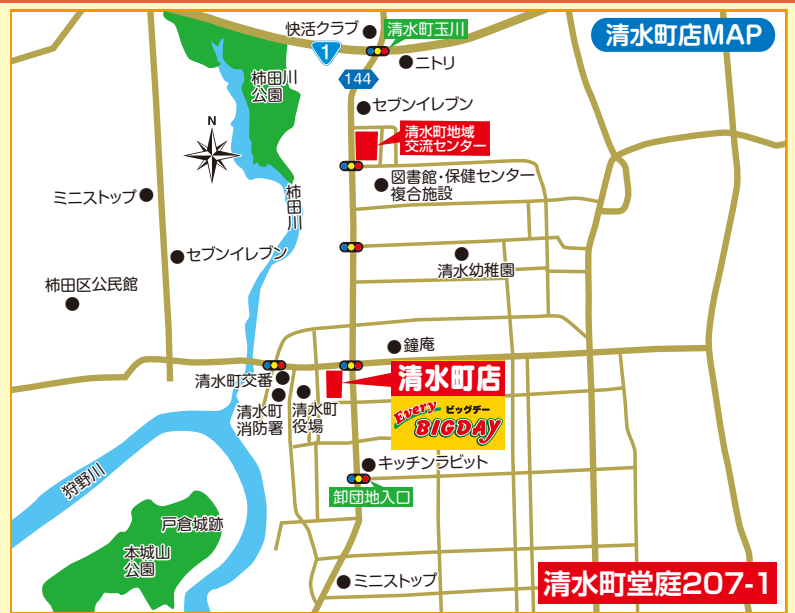 快活クラブ
清水町玉川
清水町店MAP
1
ニトリ
144
柿田川
公園
セブンイレブン
N
清水町地域
交流センター
図書館・保健センター
複合施設
ミニストップ
柿田川
セブンイレブン
清水幼稚園
柿田区公民館
鐘庵
清水町交番
清水町店
清水町
消防署
清水町
役場
Every
ビッグデー
BIGDAY
キッチンラビット
狩野川
卸団地入口
戸倉城跡
本城山
公園
ミニストップ
清水町堂庭207-1